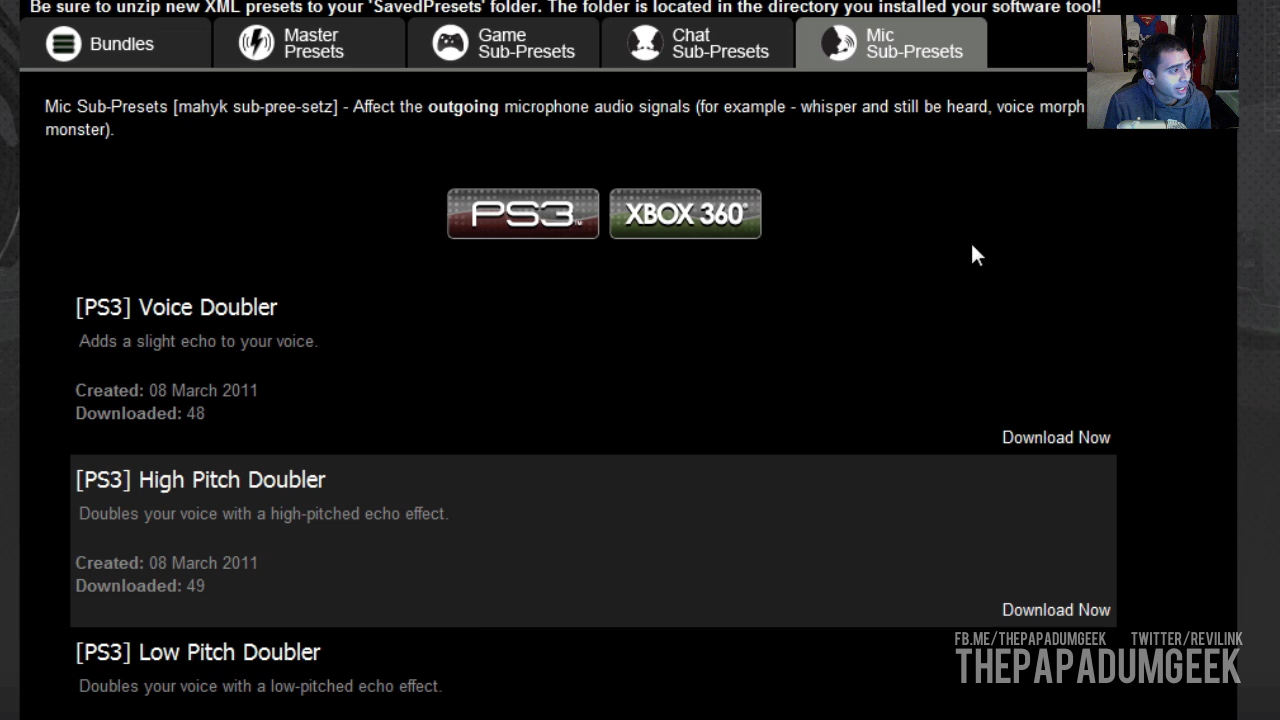 Be sure to unzip new XML presets to your 'SavedPresets' folder. The folder is located in the directory you installed your software tool!
Bundles
Master
Presets
Game
Sub-Presets
Chat
Sub-Presets
Mic
Sub-Presets
Mic Sub-Presets [mahyk sub-pree-setz] - Affect the outgoing microphone audio signals (for example - whisper and still be heard, voice morph
monster).
PS3™
XBOX 360
[PS3] Voice Doubler
Adds a slight echo to your voice.
Created: 08 March 2011
Downloaded: 48
Download Now
[PS3] High Pitch Doubler
Doubles your voice with a high-pitched echo effect.
Created: 08 March 2011
Downloaded: 49
Download Now
[PS3] Low Pitch Doubler
Doubles your voice with a low-pitched echo effect.
FB.ME/THEPAPADUMGEEK TWITTER/REVILINK
THEPAPADUMGEEK